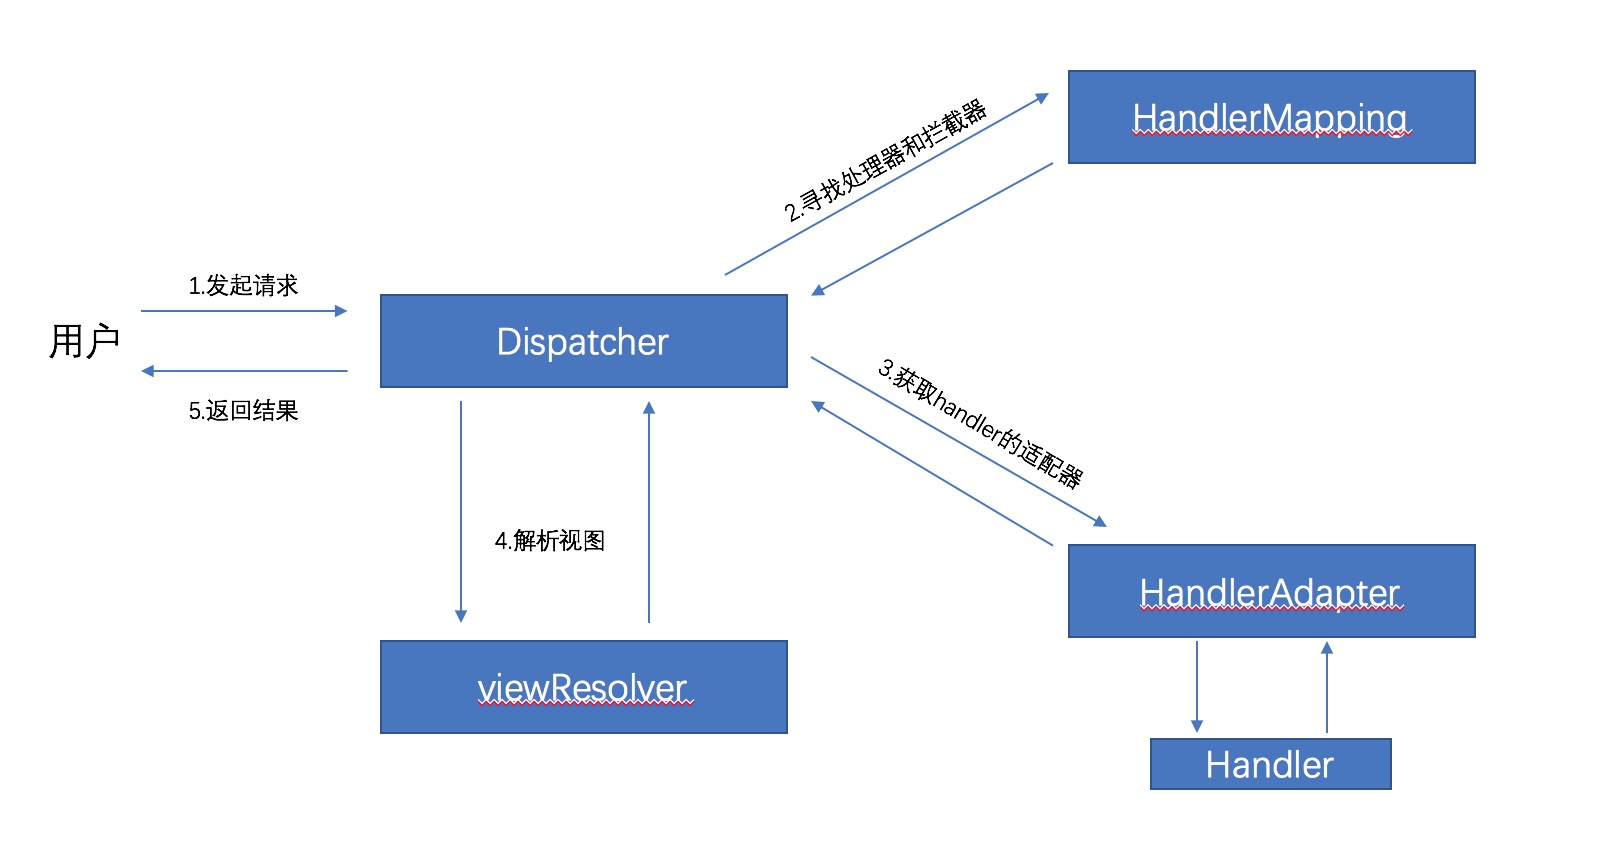 HandlerMapping
2.寻找处理器和拦截器
1.发起请求
用户
Dispatcher
5.返回结果
3.获取handler的适配器
4.解析视图
HandlerAdapter
viewResolver
Handler